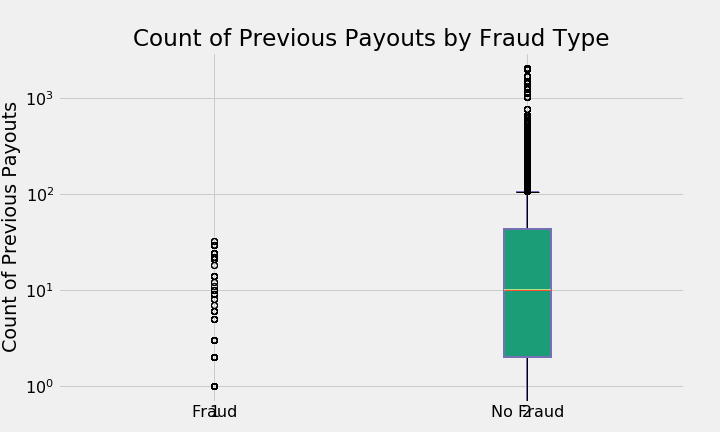 Count of Previous Payouts by Fraud Type
Count of Previous Payouts
10³
10²
10¹
10⁰
Fraud
1
No Fraud
2